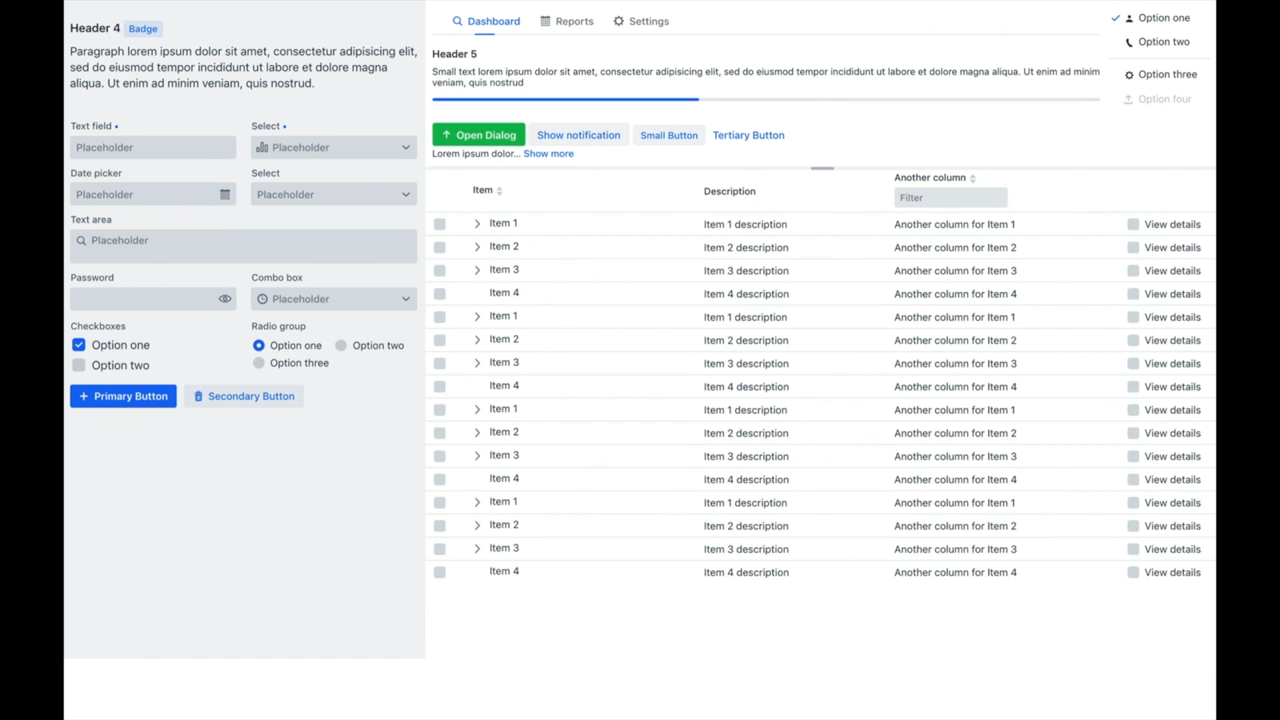 Header 4 Badge
Paragraph lorem ipsum dolor sit amet, consectetur adipisicing elit,
sed do eiusmod tempor incididunt ut labore et dolore magna
aliqua. Ut enim ad minim veniam, quis nostrud.
Text field • Select •
Placeholder Placeholder
Date picker Select
Placeholder Placeholder
Text area
Placeholder
Password Combo box
Placeholder
Checkboxes Radio group
Option one Option one Option two
Option two Option three
+ Primary Button Secondary Button
Dashboard Reports Settings
Header 5
Small text lorem ipsum dolor sit amet, consectetur adipisicing elit, sed do eiusmod tempor incididunt ut labore et dolore magna aliqua. Ut enim ad minim
veniam, quis nostrud
Open Dialog Show notification Small Button Tertiary Button
Lorem ipsum dolor... Show more
Option one
Option two
Option three
Option four
Item Description Another column
Filter
Item 1 Item 1 description Another column for Item 1 View details
Item 2 Item 2 description Another column for Item 2 View details
Item 3 Item 3 description Another column for Item 3 View details
Item 4 Item 4 description Another column for Item 4 View details
Item 1 Item 1 description Another column for Item 1 View details
Item 2 Item 2 description Another column for Item 2 View details
Item 3 Item 3 description Another column for Item 3 View details
Item 4 Item 4 description Another column for Item 4 View details
Item 1 Item 1 description Another column for Item 1 View details
Item 2 Item 2 description Another column for Item 2 View details
Item 3 Item 3 description Another column for Item 3 View details
Item 4 Item 4 description Another column for Item 4 View details
Item 1 Item 1 description Another column for Item 1 View details
Item 2 Item 2 description Another column for Item 2 View details
Item 3 Item 3 description Another column for Item 3 View details
Item 4 Item 4 description Another column for Item 4 View details